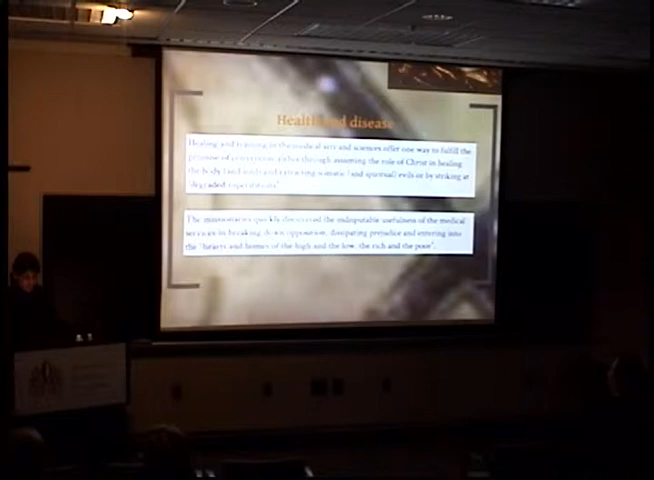 Health and disease
Healing and training in the medical arts and sciences offer one way to fulfill the
promise of conversion either through assuming the role of Christ in healing
the body (and soul) and extracting somatic (and spiritual) evils or by striking at
"degraded superstitions"
The missionaries quickly discovered the indisputable usefulness of the medical
services in breaking down opposition, dissipating prejudice and entering into
the "hearts and homes of the high and the low, the rich and the poor".